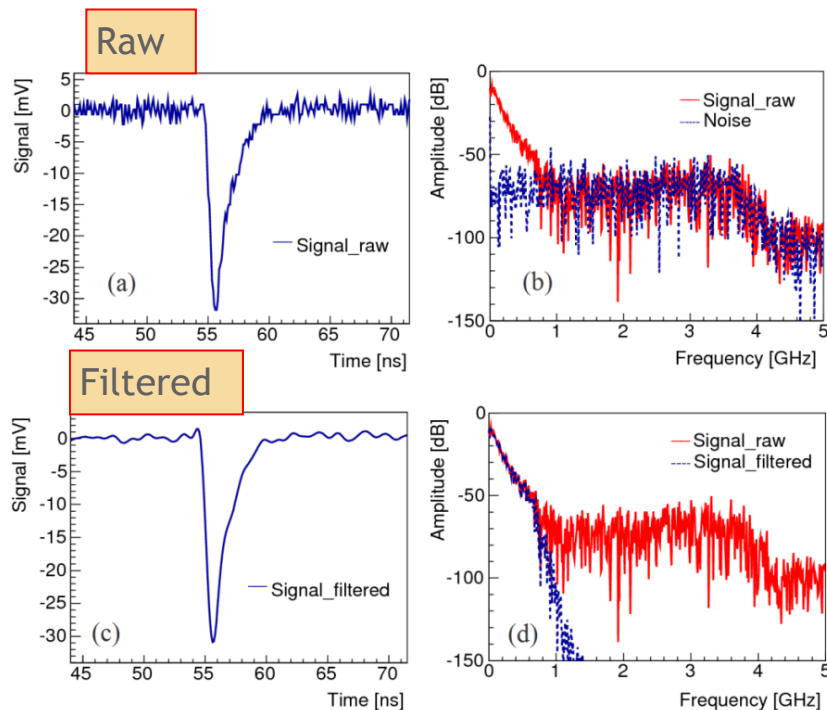 Raw
Signal [mV]
5
0
-5
-10
-15
-20
-25
-30
Signal_raw
(a)
45 50 55 60 65 70
Time [ns]
Amplitude [dB]
0
-50
-100
-150
Signal_raw
Noise
(b)
0 1 2 3 4 5
Frequency [GHz]
Filtered
Signal [mV]
0
-5
-10
-15
-20
-25
-30
Signal_filtered
(c)
45 50 55 60 65 70
Time [ns]
Amplitude [dB]
0
-50
-100
-150
Signal_raw
Signal_filtered
(d)
0 1 2 3 4 5
Frequency [GHz]